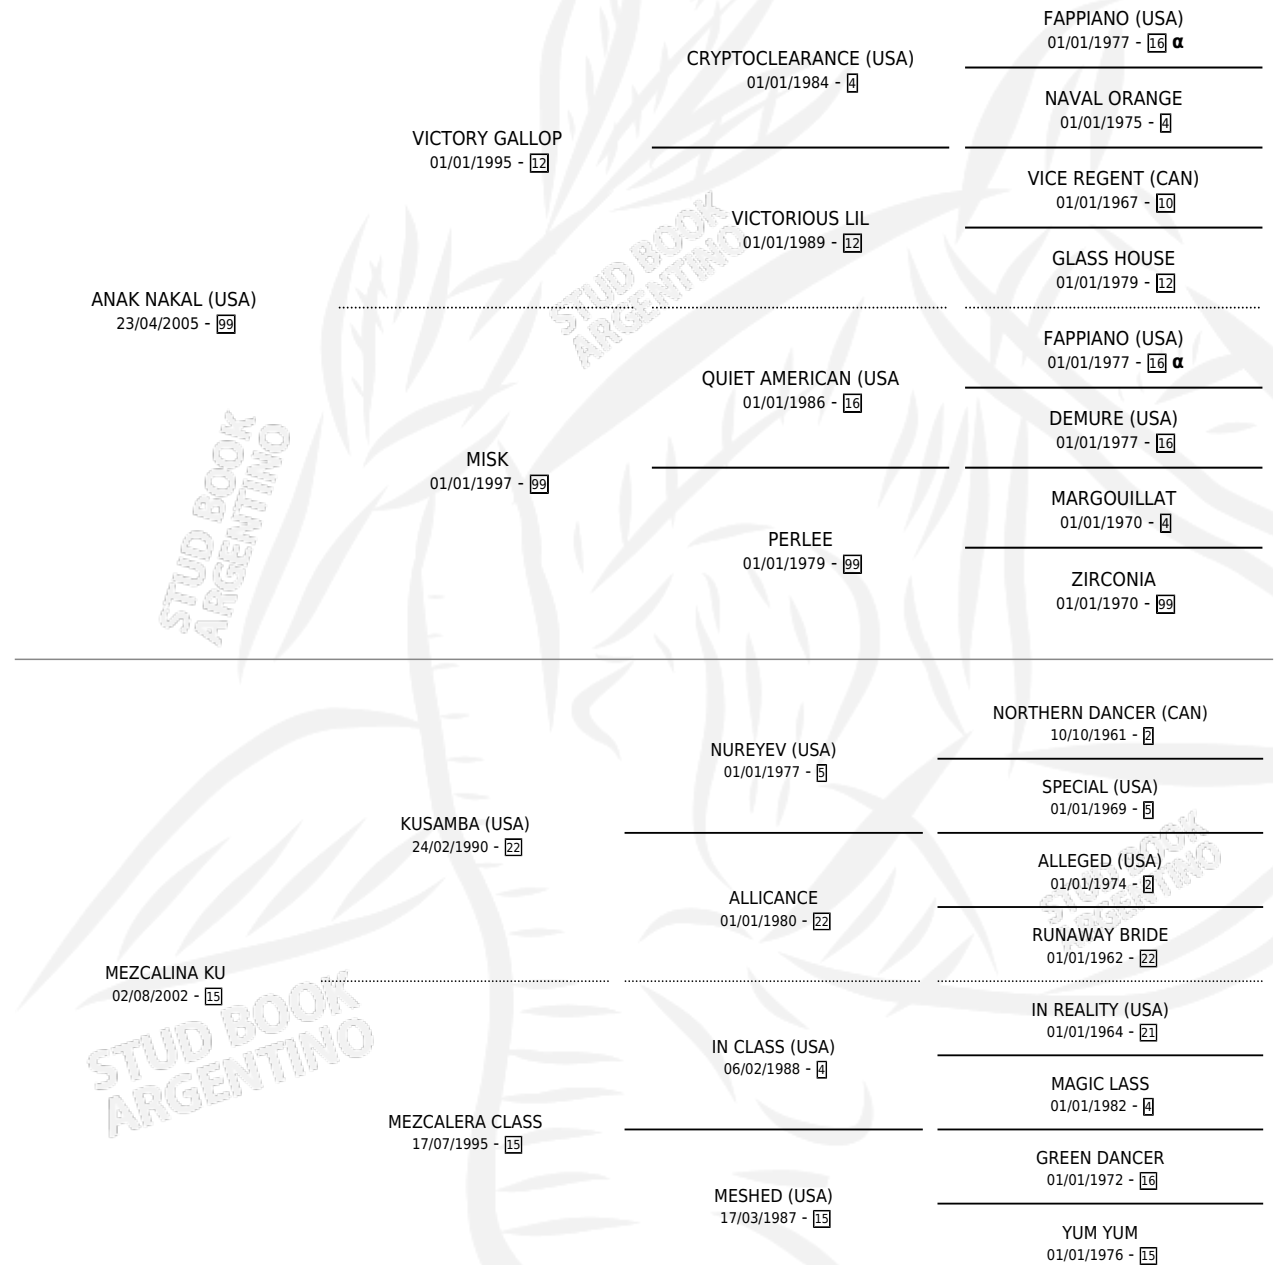 FAPPIANO (USA)
01/01/1977 - 16 α
CRYPTOCLEARANCE (USA)
01/01/1984 - 4
NAVAL ORANGE
01/01/1975 - 4
VICTORY GALLOP
01/01/1995 - 12
VICE REGENT (CAN)
01/01/1967 - 10
VICTORIOUS LIL
01/01/1989 - 12
GLASS HOUSE
01/01/1979 - 12
ANAK NAKAL (USA)
23/04/2005 - 99
FAPPIANO (USA)
01/01/1977 - 16 α
QUIET AMERICAN (USA
01/01/1986 - 16
DEMURE (USA)
01/01/1977 - 16
MISK
01/01/1997 - 99
MARGOUILLAT
01/01/1970 - 4
PERLEE
01/01/1979 - 99
ZIRCONIA
01/01/1970 - 99
NORTHERN DANCER (CAN)
10/10/1961 - 2
NUREYEV (USA)
01/01/1977 - 5
SPECIAL (USA)
01/01/1969 - 5
KUSAMBA (USA)
24/02/1990 - 22
ALLEGED (USA)
01/01/1974 - 2
ALLICANCE
01/01/1980 - 22
RUNAWAY BRIDE
01/01/1962 - 22
MEZCALINA KU
02/08/2002 - 15
IN REALITY (USA)
01/01/1964 - 21
IN CLASS (USA)
06/02/1988 - 4
MAGIC LASS
01/01/1982 - 4
MEZCALERA CLASS
17/07/1995 - 15
GREEN DANCER
01/01/1972 - 16
MESHED (USA)
17/03/1987 - 15
YUM YUM
01/01/1976 - 15
STUD BOOK
ARGENTINO
STUD BOOK
ARGENTINO
STUD BOOK
ARGENTINO
STUD BOOK
ARGENTINO